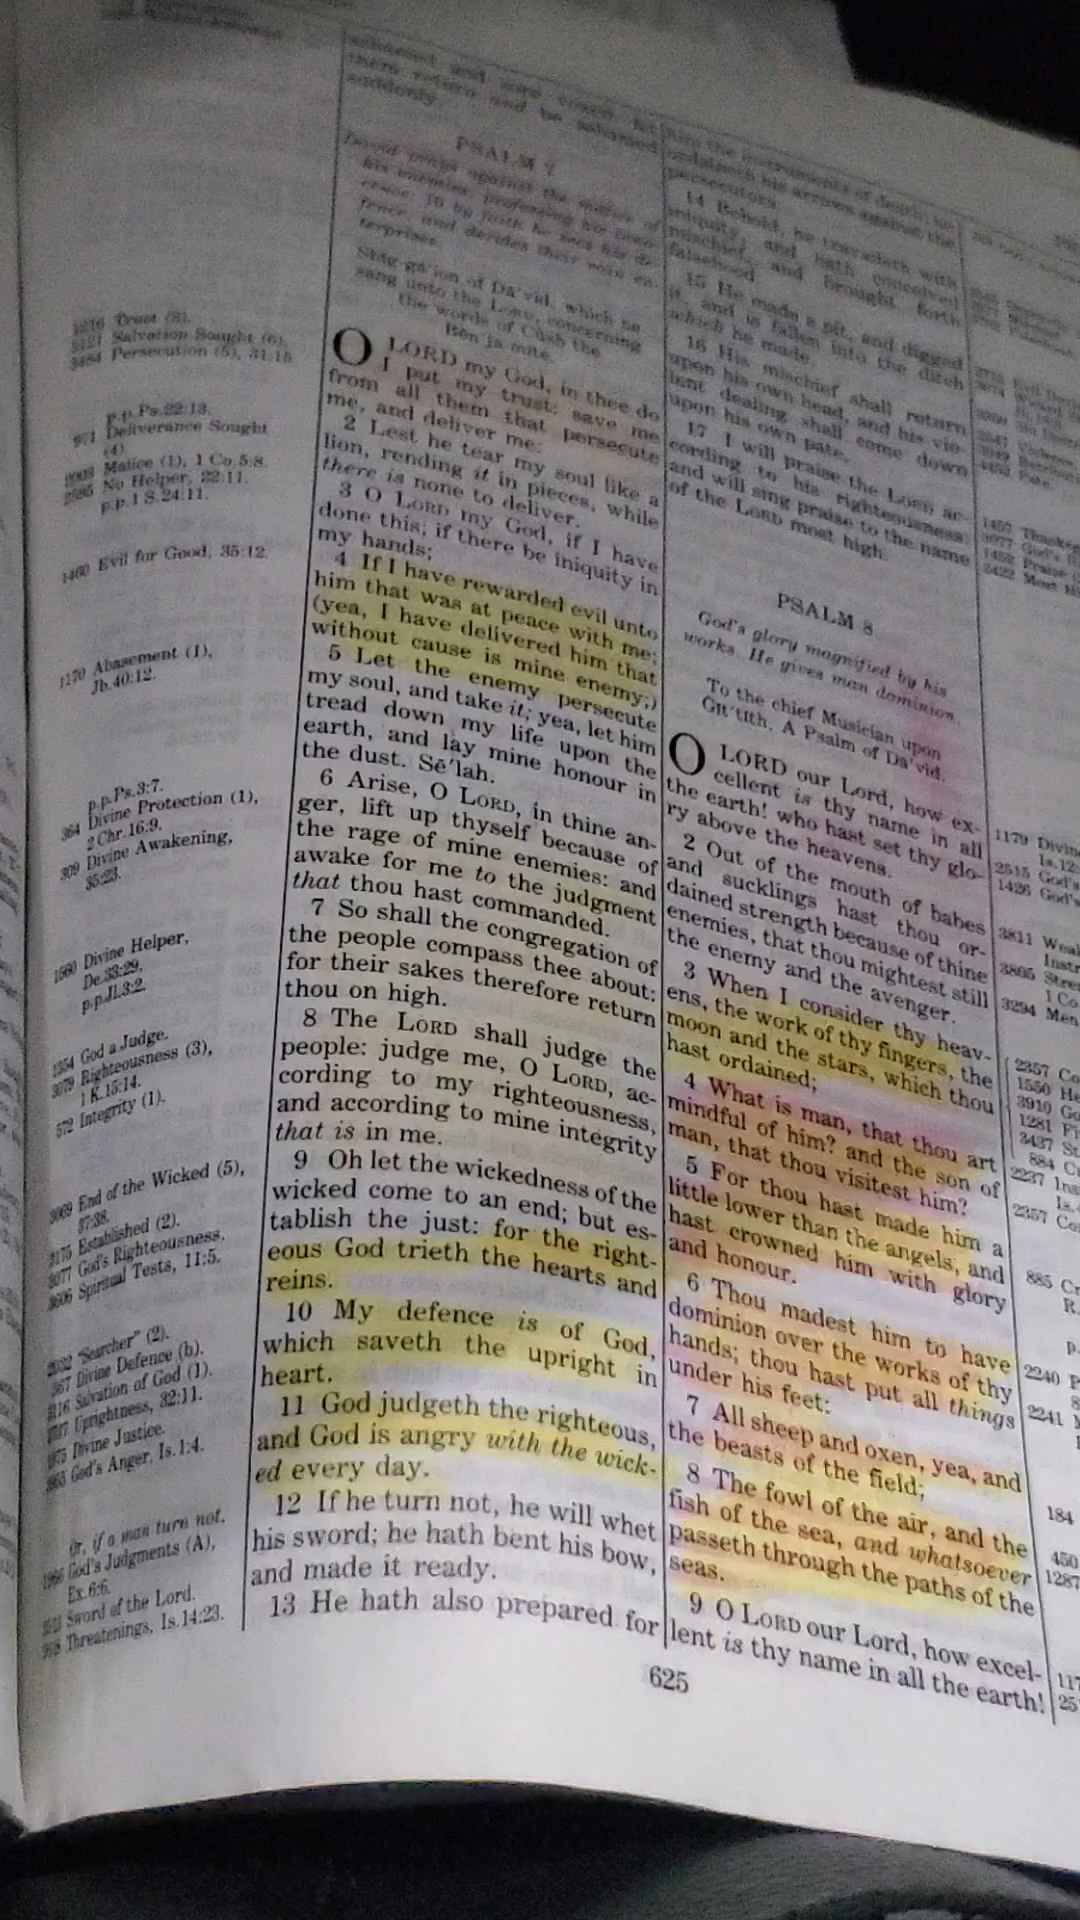 suddenly.
PSALM 7
David prays against the malice of
his enemies, professing his inno-
cence. 10 by faith he sees his de-
fence, and decides their vain en-
terprises.
Shĭg-gā'ion of Dā'vid, which he
sang unto the LORD, concerning
the words of Cŭsh the
Bĕn'ja-mite.
O LORD my God, in thee do
I put my trust: save me
from all them that persecute
me, and deliver me:
2 Lest he tear my soul like a
lion, rending it in pieces, while
there is none to deliver.
3 O LORD my God, if I have
done this; if there be iniquity in
my hands;
4 If I have rewarded evil unto
him that was at peace with me;
(yea, I have delivered him that
without cause is mine enemy;)
5 Let the enemy persecute
my soul, and take it; yea, let him
tread down my life upon the
earth, and lay mine honour in
the dust. Sē'lah.
6 Arise, O LORD, in thine an-
ger, lift up thyself because of
the rage of mine enemies: and
awake for me to the judgment
that thou hast commanded.
7 So shall the congregation of
the people compass thee about:
for their sakes therefore return
thou on high.
8 The LORD shall judge the
people: judge me, O LORD, ac-
cording to my righteousness,
and according to mine integrity
that is in me.
9 Oh let the wickedness of the
wicked come to an end; but es-
tablish the just: for the right-
eous God trieth the hearts and
reins.
10 My defence is of God,
which saveth the upright in
heart.
11 God judgeth the righteous,
and God is angry with the wick-
ed every day.
12 If he turn not, he will whet
his sword; he hath bent his bow,
and made it ready.
13 He hath also prepared for
him the instruments of death; he
ordaineth his arrows against the
persecutors.
14 Behold, he travaileth with
iniquity, and hath conceived
mischief, and brought forth
falsehood.
15 He made a pit, and digged
it, and is fallen into the ditch
which he made.
16 His mischief shall return
upon his own head, and his vio-
lent dealing shall come down
upon his own pate.
17 I will praise the LORD ac-
cording to his righteousness:
and will sing praise to the name
of the LORD most high.
PSALM 8
God's glory magnified by his
works. He gives man dominion.
To the chief Musician upon
Gĭt'tĭth. A Psalm of Dā'vid.
O LORD our Lord, how ex-
cellent is thy name in all
the earth! who hast set thy glo-
ry above the heavens.
2 Out of the mouth of babes
and sucklings hast thou or-
dained strength because of thine
enemies, that thou mightest still
the enemy and the avenger.
3 When I consider thy heav-
ens, the work of thy fingers, the
moon and the stars, which thou
hast ordained;
4 What is man, that thou art
mindful of him? and the son of
man, that thou visitest him?
5 For thou hast made him a
little lower than the angels, and
hast crowned him with glory
and honour.
6 Thou madest him to have
dominion over the works of thy
hands; thou hast put all things
under his feet:
7 All sheep and oxen, yea, and
the beasts of the field;
8 The fowl of the air, and the
fish of the sea, and whatsoever
passeth through the paths of the
seas.
9 O LORD our Lord, how excel-
lent is thy name in all the earth!
Trust (3).
Salvation Sought (6).
Persecution (5), 31:15
p.p.Ps.22:13.
971 Deliverance Sought
(4)
Malice (1), 1 Co.5:8.
No Helper, 22:11.
p.p.1 S.24:11.
1460 Evil for Good, 35:12.
1170 Abasement (1),
Jb.40:12.
p.p.Ps.3:7.
364 Divine Protection (1),
2 Chr.16:9.
309 Divine Awakening,
35:23.
1560 Divine Helper,
De.33:29.
p.p.Jl.3:2.
God a Judge.
3079 Righteousness (3),
1 K.15:14.
572 Integrity (1).
3069 End of the Wicked (5),
37:38.
Established (2).
God's Righteousness.
Spiritual Tests, 11:5.
"Searcher" (2).
Divine Defence (b).
Salvation of God (1).
Uprightness, 32:11.
Divine Justice.
God's Anger, Is.1:4.
Or, if a man turn not.
God's Judgments (A),
Ex.6:6.
Sword of the Lord.
Threatenings, Is.14:23.
1179
2515 God's
1426 God's
3811
3805
1 Co
3294 Men
2357
1550
3910
1281
3437
884
2237
2357
885
2240
2241
184
450
1287
625